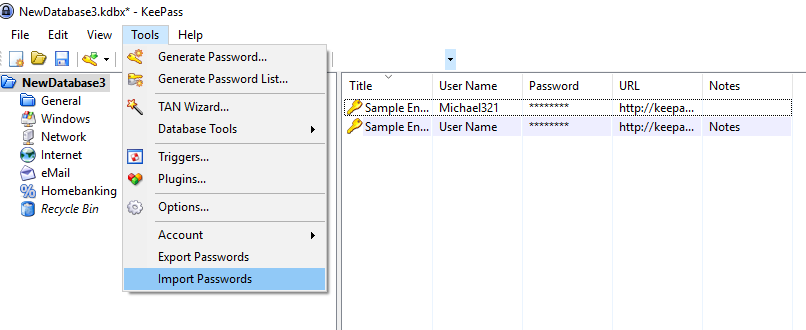 NewDatabase3.kdbx* - KeePass
File Edit View Tools Help
NewDatabase3
General
Windows
Network
Internet
eMail
Homebanking
Recycle Bin
Generate Password...
Generate Password List...
TAN Wizard...
Database Tools
Triggers...
Plugins...
Options...
Account
Export Passwords
Import Passwords
Title User Name Password URL Notes
Sample En... Michael321 ******** http://keepa...
Sample En... User Name ******** http://keepa... Notes